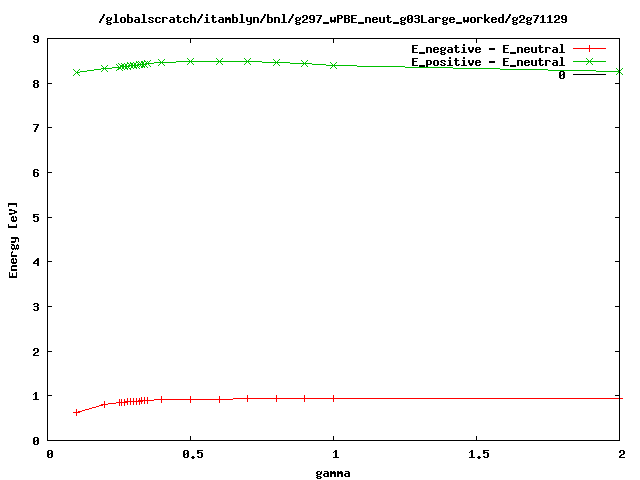 /globalscratch/itamblyn/bnl/g297_wPBE_neut_g03Large_worked/g2g71129
E_negative - E_neutral
E_positive - E_neutral
0
9
8
7
6
5
4
3
2
1
0
Energy [eV]
0 0.5 1 1.5 2
gamma